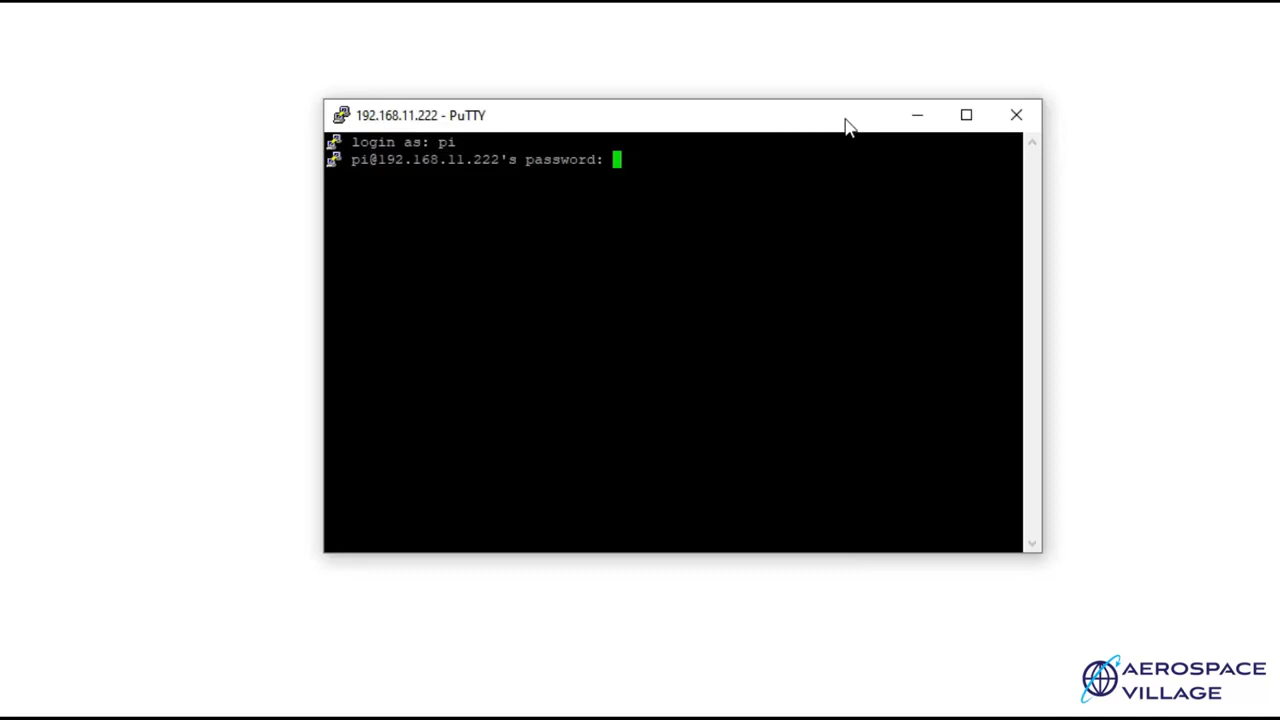 192.168.11.222 - PuTTY
login as: pi
pi@192.168.11.222's password:
AEROSPACE
VILLAGE